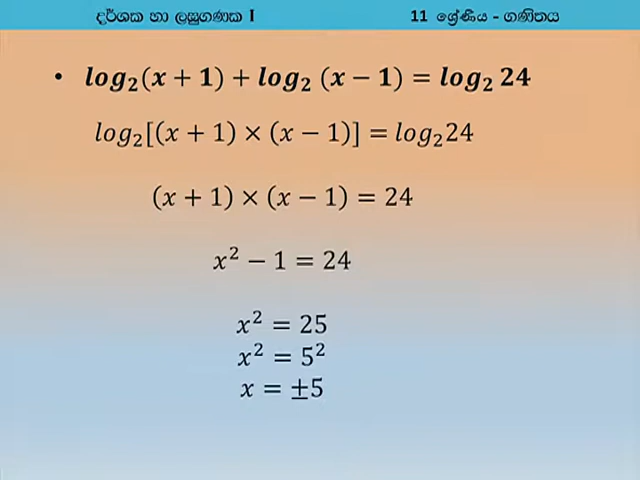 දර්ශක හා ලඝුගණක I 11 ශ්‍රේණිය - ගණිතය
• log₂(x + 1) + log₂ (x − 1) = log₂ 24
log₂[(x + 1) × (x − 1)] = log₂24
(x + 1) × (x − 1) = 24
x² − 1 = 24
x² = 25
x² = 5²
x = ±5